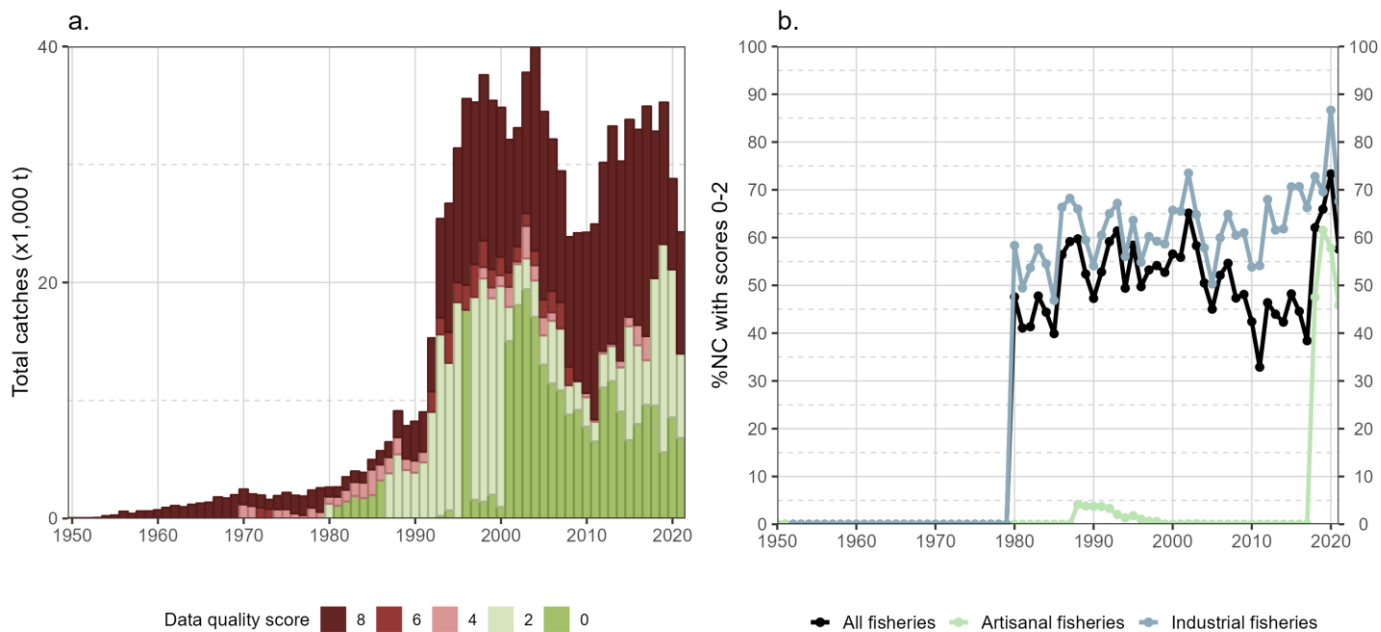 a.
Total catches (x1,000 t)
40
20
0
1950 1960 1970 1980 1990 2000 2010 2020
Data quality score 8 6 4 2 0
b.
%NC with scores 0-2
100 100
90 90
80 80
70 70
60 60
50 50
40 40
30 30
20 20
10 10
0 0
1950 1960 1970 1980 1990 2000 2010 2020
All fisheries Artisanal fisheries Industrial fisheries